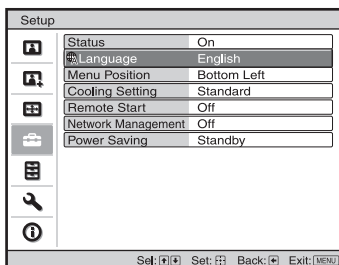 Setup
Status On
Language English
Menu Position Bottom Left
Cooling Setting Standard
Remote Start Off
Network Management Off
Power Saving Standby
Sel: Set: Back: Exit: MENU